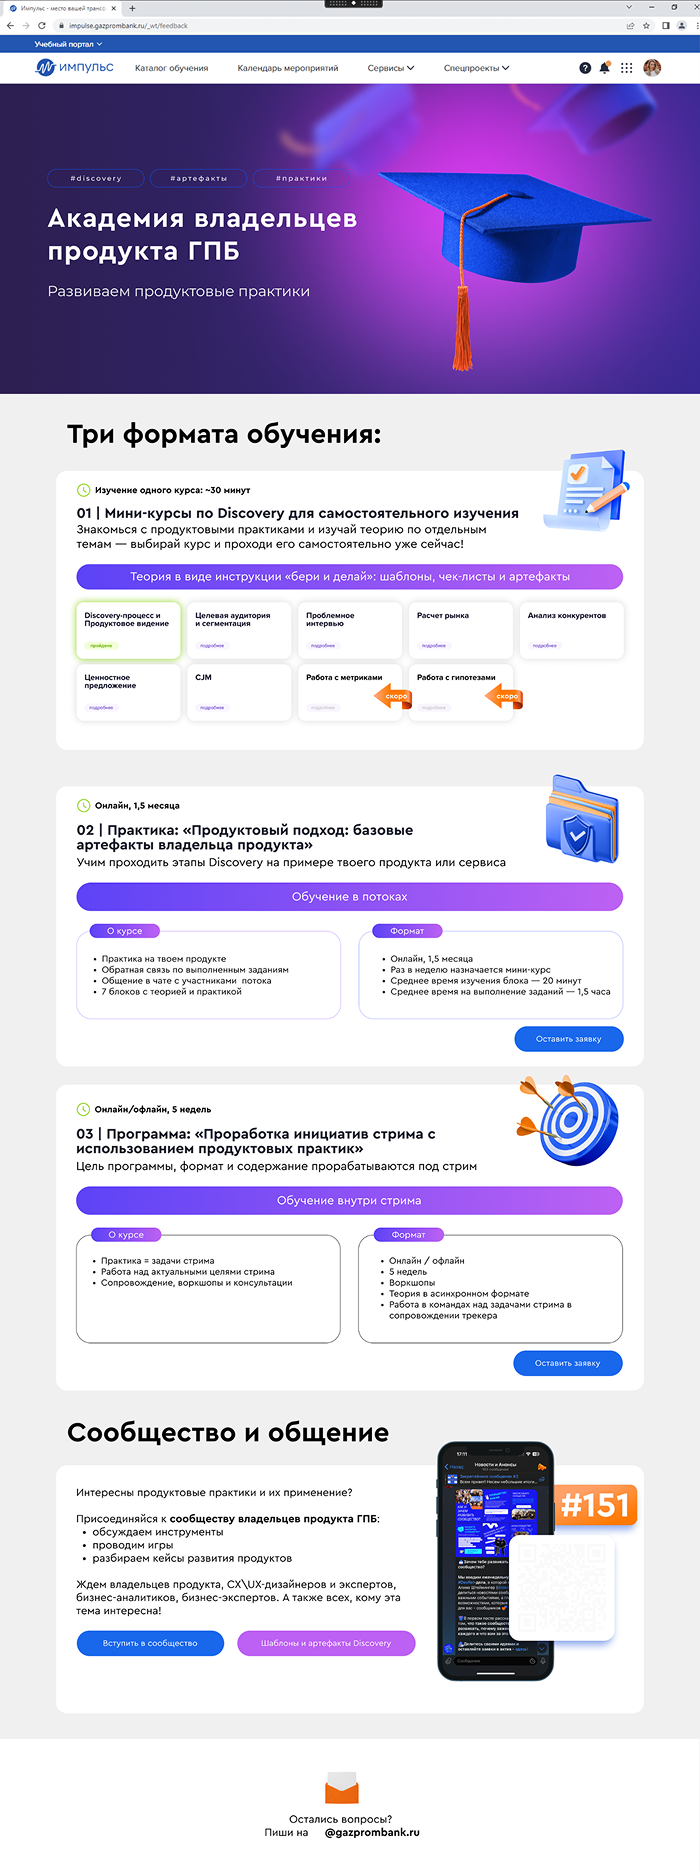 Импульс - место вашей транс
impulse.gazprombank.ru/_wt/feedback
Учебный портал
ИМПУЛЬС
Каталог обучения
Календарь мероприятий
Сервисы
Спецпроекты
#discovery
#артефакты
#практики
Академия владельцев
продукта ГПБ
Развиваем продуктовые практики
Три формата обучения:
Изучение одного курса: ~30 минут
01 | Мини-курсы по Discovery для самостоятельного изучения
Знакомься с продуктовыми практиками и изучай теорию по отдельным
темам — выбирай курс и проходи его самостоятельно уже сейчас!
Теория в виде инструкции «бери и делай»: шаблоны, чек-листы и артефакты
Discovery-процесс и
Продуктовое видение
пройдено
Целевая аудитория
и сегментация
подробнее
Проблемное
интервью
подробнее
Расчет рынка
подробнее
Анализ конкурентов
подробнее
Ценностное
предложение
подробнее
CJM
подробнее
Работа с метриками
скоро
подробнее
Работа с гипотезами
скоро
подробнее
Онлайн, 1,5 месяца
02 | Практика: «Продуктовый подход: базовые
артефакты владельца продукта»
Учим проходить этапы Discovery на примере твоего продукта или сервиса
Обучение в потоках
О курсе
• Практика на твоем продукте
• Обратная связь по выполненным заданиям
• Общение в чате с участниками потока
• 7 блоков с теорией и практикой
Формат
• Онлайн, 1,5 месяца
• Раз в неделю назначается мини-курс
• Среднее время изучения блока — 20 минут
• Среднее время на выполнение заданий — 1,5 часа
Оставить заявку
Онлайн/офлайн, 5 недель
03 | Программа: «Проработка инициатив стрима с
использованием продуктовых практик»
Цель программы, формат и содержание прорабатываются под стрим
Обучение внутри стрима
О курсе
• Практика = задачи стрима
• Работа над актуальными целями стрима
• Сопровождение, воркшопы и консультации
Формат
• Онлайн / офлайн
• 5 недель
• Воркшопы
• Теория в асинхронном формате
• Работа в командах над задачами стрима в
сопровождении трекера
Оставить заявку
Сообщество и общение
Интересны продуктовые практики и их применение?
Присоединяйся к сообществу владельцев продукта ГПБ:
• обсуждаем инструменты
• проводим игры
• разбираем кейсы развития продуктов
Ждем владельцев продукта, CX\UX-дизайнеров и экспертов,
бизнес-аналитиков, бизнес-экспертов. А также всех, кому эта
тема интересна!
Вступить в сообщество
Шаблоны и артефакты Discovery
17:11
Назад
Новости и Анонсы
#151
Сообщение
Остались вопросы?
Пиши на @gazprombank.ru